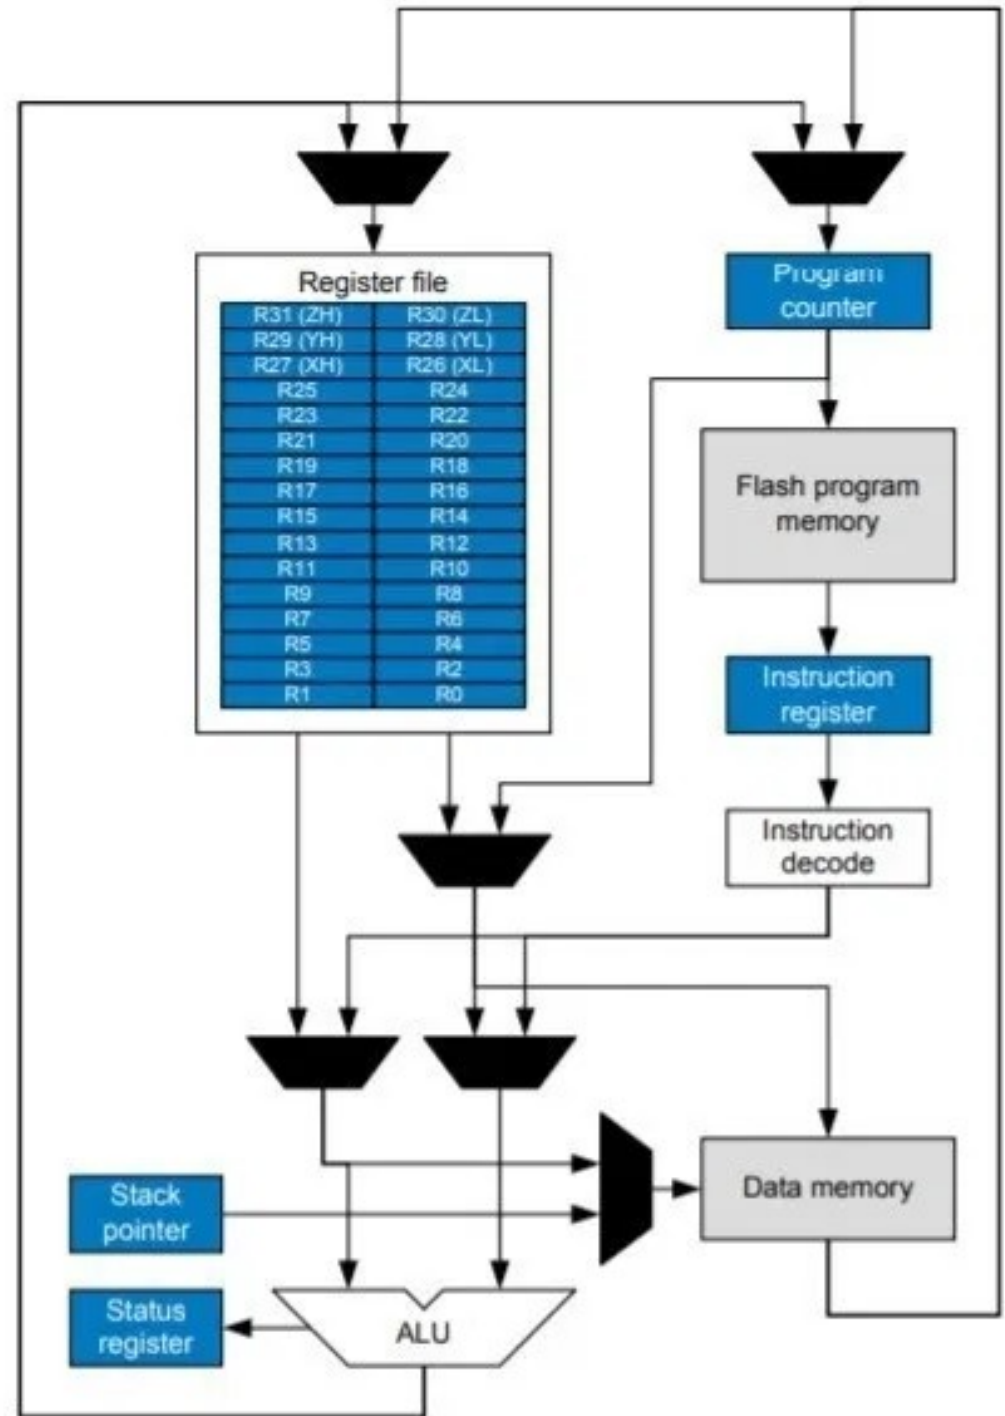 Register file
R31 (ZH) R30 (ZL)
R29 (YH) R28 (YL)
R27 (XH) R26 (XL)
R25 R24
R23 R22
R21 R20
R19 R18
R17 R16
R15 R14
R13 R12
R11 R10
R9 R8
R7 R6
R5 R4
R3 R2
R1 R0
Program
counter
Flash program
memory
Instruction
register
Instruction
decode
Data memory
Stack
pointer
Status
register
ALU